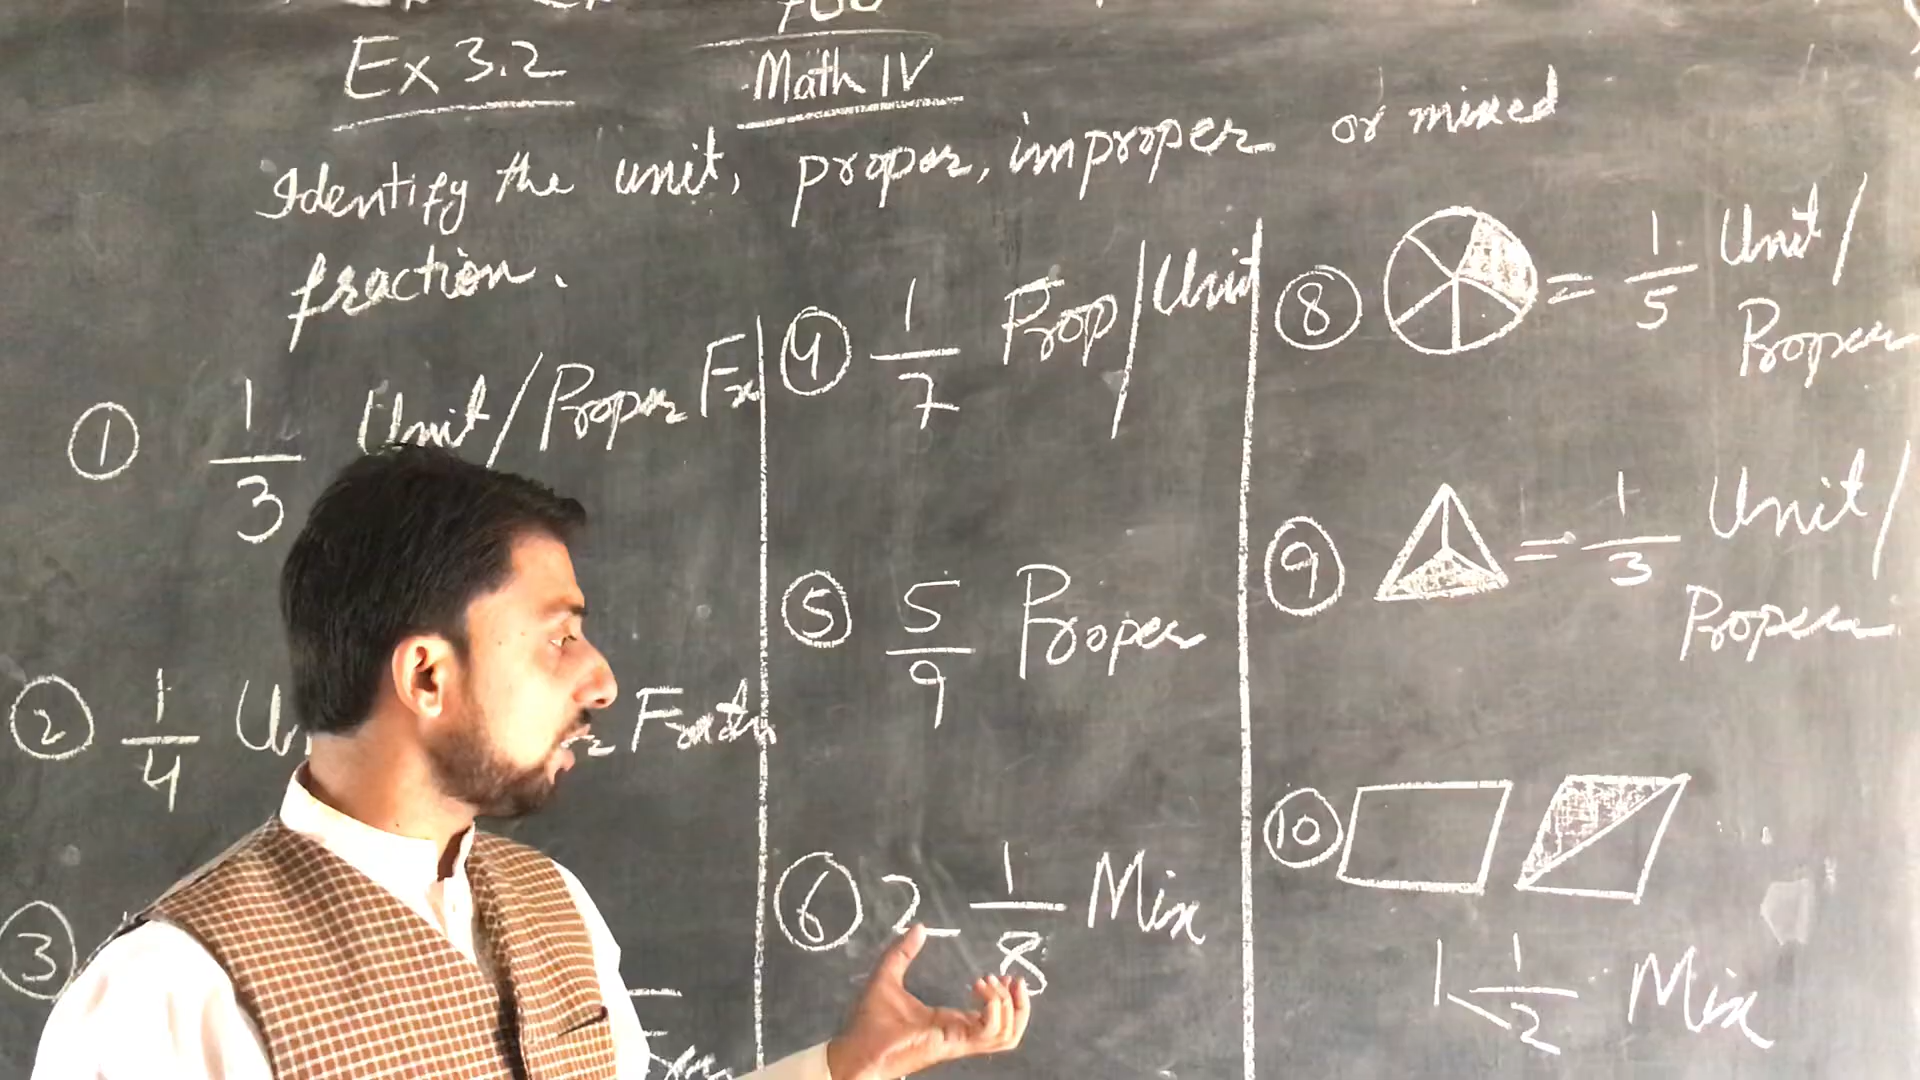 Ex 3.2
Math IV
Identify the unit, proper, improper or mixed
fraction.
① 1/3 Unit/Proper Fr
② 1/4
③
④ 1/7 Prop/Unit
⑤ 5/9 Proper
⑥ 2 1/8 Mix
⑧ = 1/5 Unit/
Proper
⑨ = 1/3 Unit/
Proper
⑩
1 1/2 Mix